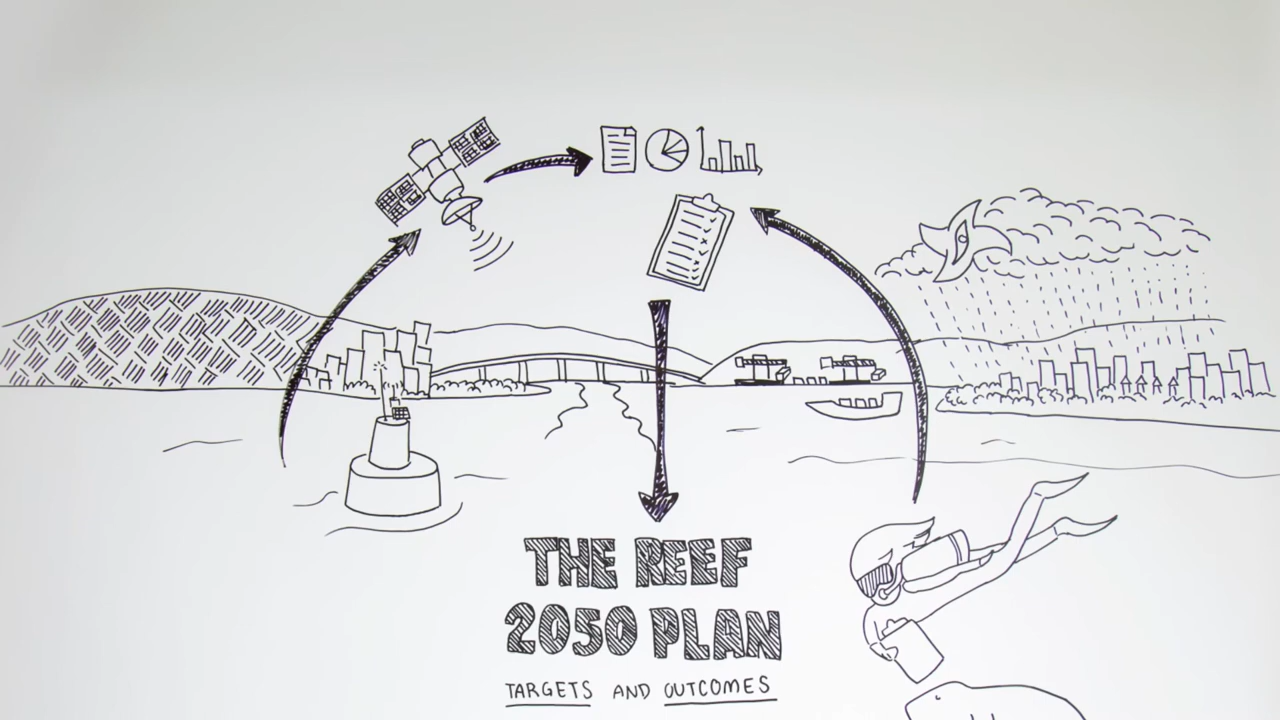 THE REEF
2050 PLAN
TARGETS AND OUTCOMES